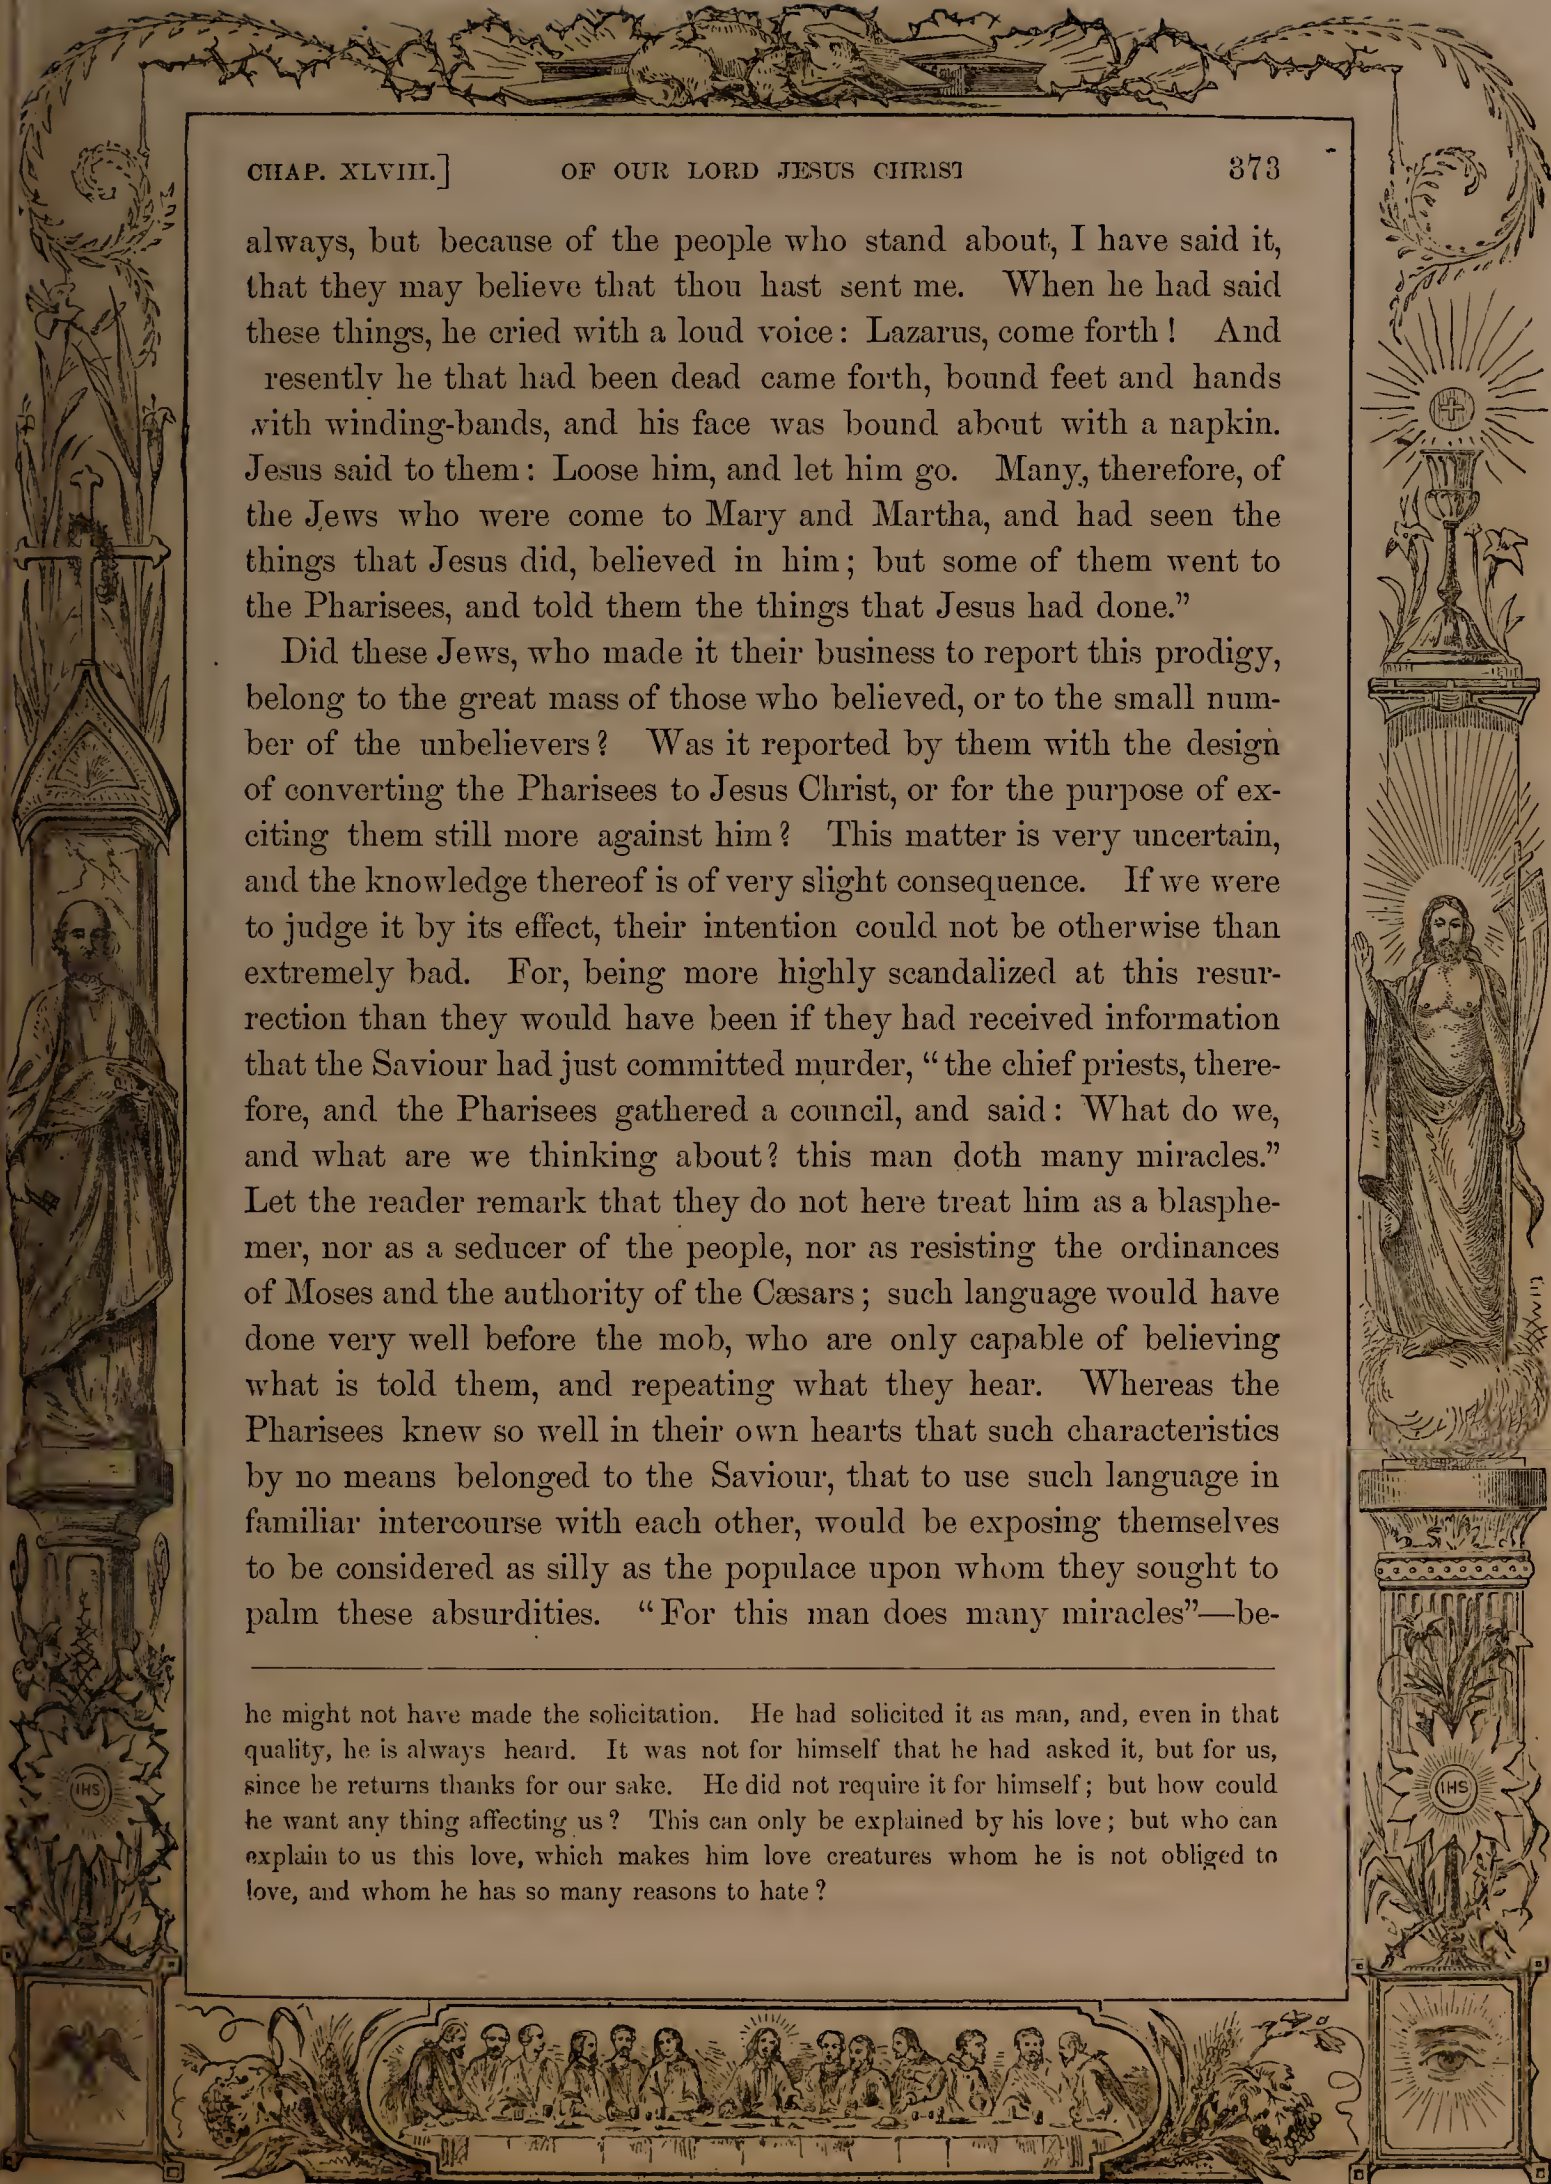 CHAP. XLVIII.] OF OUR LORD JESUS CHRIST 373
always, but because of the people who stand about, I have said it,
that they may believe that thou hast sent me. When he had said
these things, he cried with a loud voice: Lazarus, come forth! And
resently he that had been dead came forth, bound feet and hands
vith winding-bands, and his face was bound about with a napkin.
Jesus said to them: Loose him, and let him go. Many, therefore, of
the Jews who were come to Mary and Martha, and had seen the
things that Jesus did, believed in him; but some of them went to
the Pharisees, and told them the things that Jesus had done.”
Did these Jews, who made it their business to report this prodigy,
belong to the great mass of those who believed, or to the small num-
ber of the unbelievers? Was it reported by them with the design
of converting the Pharisees to Jesus Christ, or for the purpose of ex-
citing them still more against him? This matter is very uncertain,
and the knowledge thereof is of very slight consequence. If we were
to judge it by its effect, their intention could not be otherwise than
extremely bad. For, being more highly scandalized at this resur-
rection than they would have been if they had received information
that the Saviour had just committed murder, “the chief priests, there-
fore, and the Pharisees gathered a council, and said: What do we,
and what are we thinking about? this man doth many miracles.”
Let the reader remark that they do not here treat him as a blasphe-
mer, nor as a seducer of the people, nor as resisting the ordinances
of Moses and the authority of the Cæsars; such language would have
done very well before the mob, who are only capable of believing
what is told them, and repeating what they hear. Whereas the
Pharisees knew so well in their own hearts that such characteristics
by no means belonged to the Saviour, that to use such language in
familiar intercourse with each other, would be exposing themselves
to be considered as silly as the populace upon whom they sought to
palm these absurdities. “For this man does many miracles”—be-
he might not have made the solicitation. He had solicited it as man, and, even in that
quality, he is always heard. It was not for himself that he had asked it, but for us,
since he returns thanks for our sake. He did not require it for himself; but how could
he want any thing affecting us? This can only be explained by his love; but who can
explain to us this love, which makes him love creatures whom he is not obliged to
love, and whom he has so many reasons to hate?
IHS
IHS